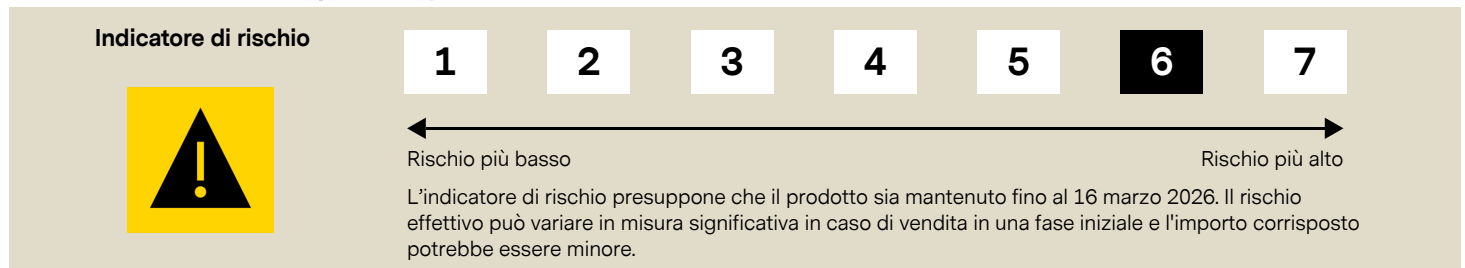 Indicatore di rischio
1 2 3 4 5 6 7
Rischio più basso Rischio più alto
L'indicatore di rischio presuppone che il prodotto sia mantenuto fino al 16 marzo 2026. Il rischio
effettivo può variare in misura significativa in caso di vendita in una fase iniziale e l'importo corrisposto
potrebbe essere minore.